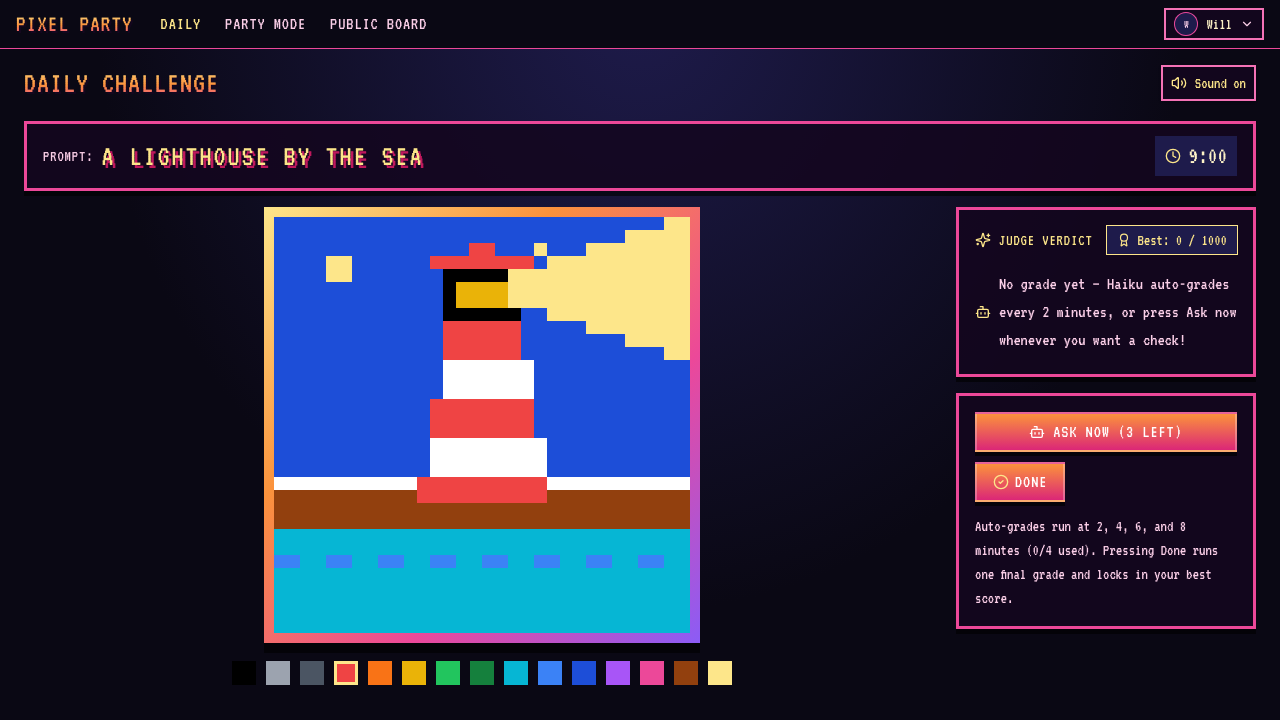 PIXEL PARTY DAILY PARTY MODE PUBLIC BOARD W Will
DAILY CHALLENGE Sound on
PROMPT: A LIGHTHOUSE BY THE SEA 9:00
JUDGE VERDICT Best: 0 / 1000
No grade yet – Haiku auto-grades
every 2 minutes, or press Ask now
whenever you want a check!
ASK NOW (3 LEFT)
DONE
Auto-grades run at 2, 4, 6, and 8
minutes (0/4 used). Pressing Done runs
one final grade and locks in your best
score.